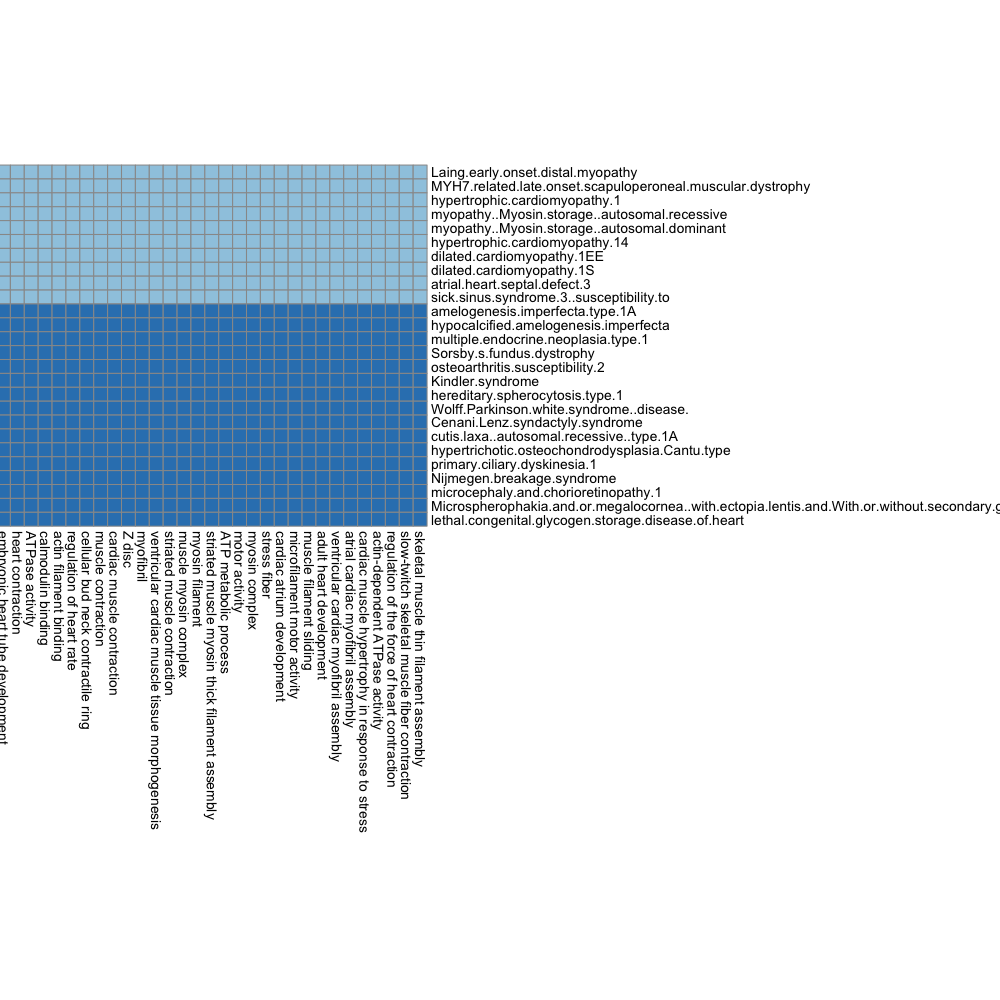 Laing.early.onset.distal.myopathy
MYH7.related.late.onset.scapuloperoneal.muscular.dystrophy
hypertrophic.cardiomyopathy.1
myopathy..Myosin.storage..autosomal.recessive
myopathy..Myosin.storage..autosomal.dominant
hypertrophic.cardiomyopathy.14
dilated.cardiomyopathy.1EE
dilated.cardiomyopathy.1S
atrial.heart.septal.defect.3
sick.sinus.syndrome.3..susceptibility.to
amelogenesis.imperfecta.type.1A
hypocalcified.amelogenesis.imperfecta
multiple.endocrine.neoplasia.type.1
Sorsby.s.fundus.dystrophy
osteoarthritis.susceptibility.2
Kindler.syndrome
hereditary.spherocytosis.type.1
Wolff.Parkinson.white.syndrome..disease.
Cenani.Lenz.syndactyly.syndrome
cutis.laxa..autosomal.recessive..type.1A
hypertrichotic.osteochondrodysplasia.Cantu.type
primary.ciliary.dyskinesia.1
Nijmegen.breakage.syndrome
microcephaly.and.chorioretinopathy.1
Microspherophakia.and.or.megalocornea..with.ectopia.lentis.and.With.or.without.secondary.g
lethal.congenital.glycogen.storage.disease.of.heart
embryonic heart tube development
heart contraction
ATPase activity
calmodulin binding
actin filament binding
regulation of heart rate
cellular bud neck contractile ring
muscle contraction
cardiac muscle contraction
Z disc
myofibril
ventricular cardiac muscle tissue morphogenesis
striated muscle contraction
muscle myosin complex
myosin filament
striated muscle myosin thick filament assembly
ATP metabolic process
motor activity
myosin complex
stress fiber
cardiac atrium development
microfilament motor activity
muscle filament sliding
adult heart development
ventricular cardiac myofibril assembly
atrial cardiac myofibril assembly
cardiac muscle hypertrophy in response to stress
actin-dependent ATPase activity
regulation of the force of heart contraction
slow-twitch skeletal muscle fiber contraction
skeletal muscle thin filament assembly